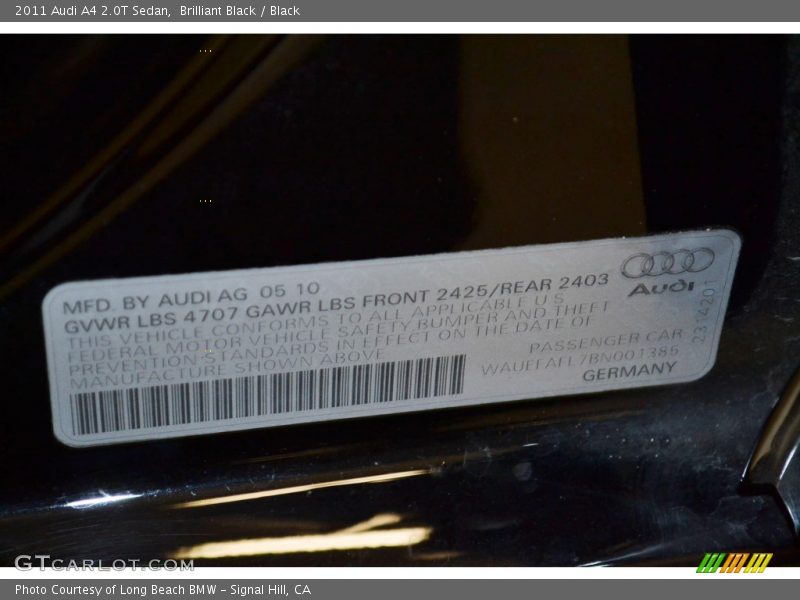 2011 Audi A4 2.0T Sedan,  Brilliant Black / Black
MFD. BY AUDI AG 05 10
GVWR LBS 4707 GAWR LBS FRONT 2425/REAR 2403
THIS VEHICLE CONFORMS TO ALL APPLICABLE U S
FEDERAL MOTOR VEHICLE SAFETY BUMPER AND THEFT
PREVENTION STANDARDS IN EFFECT ON THE DATE OF
MANUFACTURE SHOWN ABOVE
Audi
PASSENGER CAR
WAUEFAFL7BN001385
GERMANY
2314201
GTCARLOT.COM
Photo Courtesy of Long Beach BMW – Signal Hill, CA